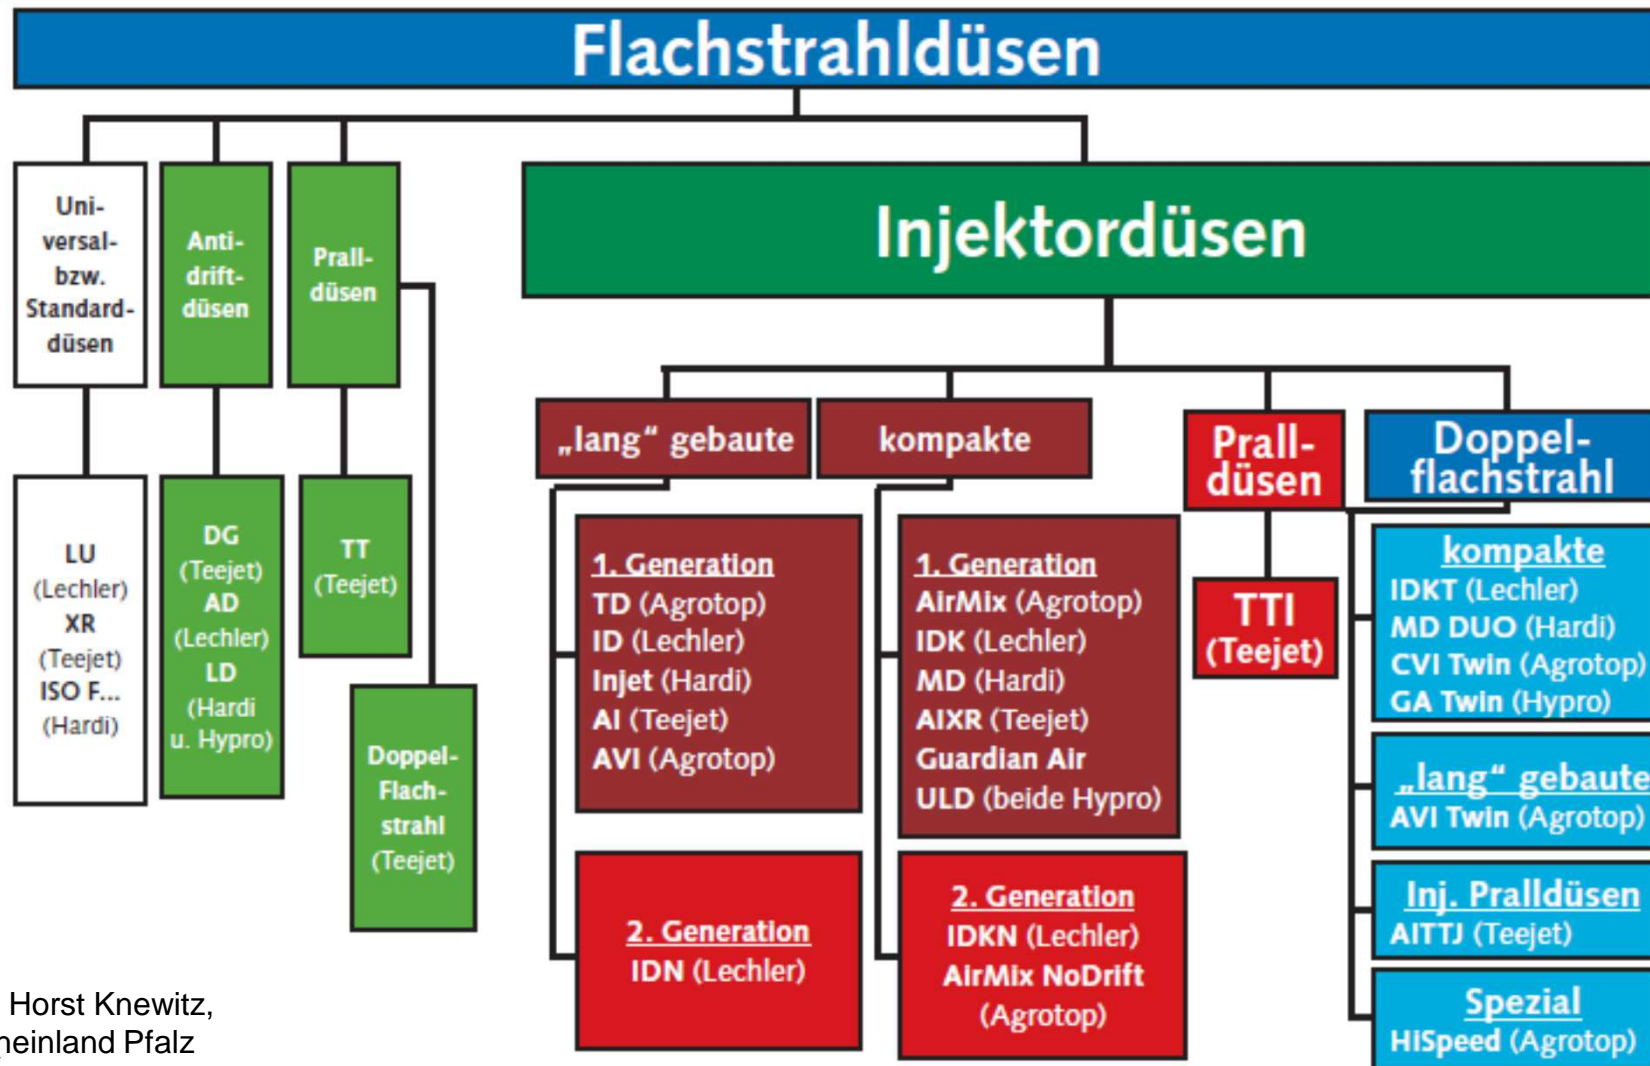 Flachstrahldüsen
Uni-
versal-
bzw.
Standard-
düsen
Anti-
drift-
düsen
Prall-
düsen
Injektordüsen
LU
(Lechler)
XR
(Teejet)
ISO F...
(Hardi)
DG
(Teejet)
AD
(Lechler)
LD
(Hardi
u. Hypro)
TT
(Teejet)
Doppel-
Flach-
strahl
(Teejet)
„lang“ gebaute
1. Generation
TD (Agrotop)
ID (Lechler)
Injet (Hardi)
AI (Teejet)
AVI (Agrotop)
2. Generation
IDN (Lechler)
kompakte
1. Generation
AirMix (Agrotop)
IDK (Lechler)
MD (Hardi)
AIXR (Teejet)
Guardian Air
ULD (beide Hypro)
2. Generation
IDKN (Lechler)
AirMix NoDrift
(Agrotop)
Prall-
düsen
TTI
(Teejet)
Doppel-
flachstrahl
kompakte
IDKT (Lechler)
MD DUO (Hardi)
CVI Twin (Agrotop)
GA Twin (Hypro)
„lang“ gebaute
AVI Twin (Agrotop)
Inj. Pralldüsen
AITTJ (Teejet)
Spezial
HiSpeed (Agrotop)
Horst Knewitz,
heinland Pfalz